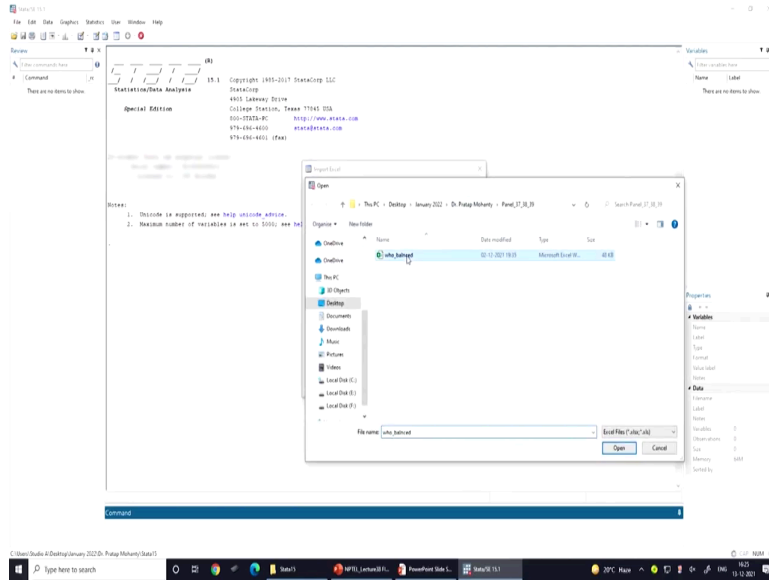 Stata/SE 15.1
File Edit Data Graphics Statistics User Window Help
Review
Filter commands here
# Command _rc
There are no items to show.
(R)
15.1 Copyright 1985-2017 StataCorp LLC
Statistics/Data Analysis StataCorp
4905 Lakeway Drive
Special Edition College Station, Texas 77845 USA
800-STATA-PC http://www.stata.com
979-696-4600 stata@stata.com
979-696-4601 (fax)
Notes:
1. Unicode is supported; see help unicode_advice.
2. Maximum number of variables is set to 5000; see
Import Excel
Open
This PC > Desktop > January 2022 > Dr. Pratap Mohanty > Panel_37_38_39
Search Panel_37_38_39
Organize New folder
Name Date modified Type Size
who_balnced 02-12-2021 Microsoft Excel W... 48 KB
OneDrive
OneDrive
This PC
3D Objects
Desktop
Documents
Downloads
Music
Pictures
Videos
Local Disk (C:)
Local Disk (E:)
Local Disk (F:)
File name: who_balnced Excel Files (*.xlsx;*.xls)
Open Cancel
Variables
Filter variables here
Name Label
There are no items to show.
Properties
Variables
Name
Label
Type
Format
Value label
Notes
Data
Filename
Label
Notes
Variables 0
Observations 0
Size 0
Memory 64M
Sorted by
Command
C:\Users\Studio A\Desktop\January 2022\Dr. Pratap Mohanty\Stata15
CAP NUM
Type here to search
Stata15
NPTEL_Lecture38 Fi...
PowerPoint Slide S...
Stata/SE 15.1
20°C Haze
ENG
16:25
13-12-2021